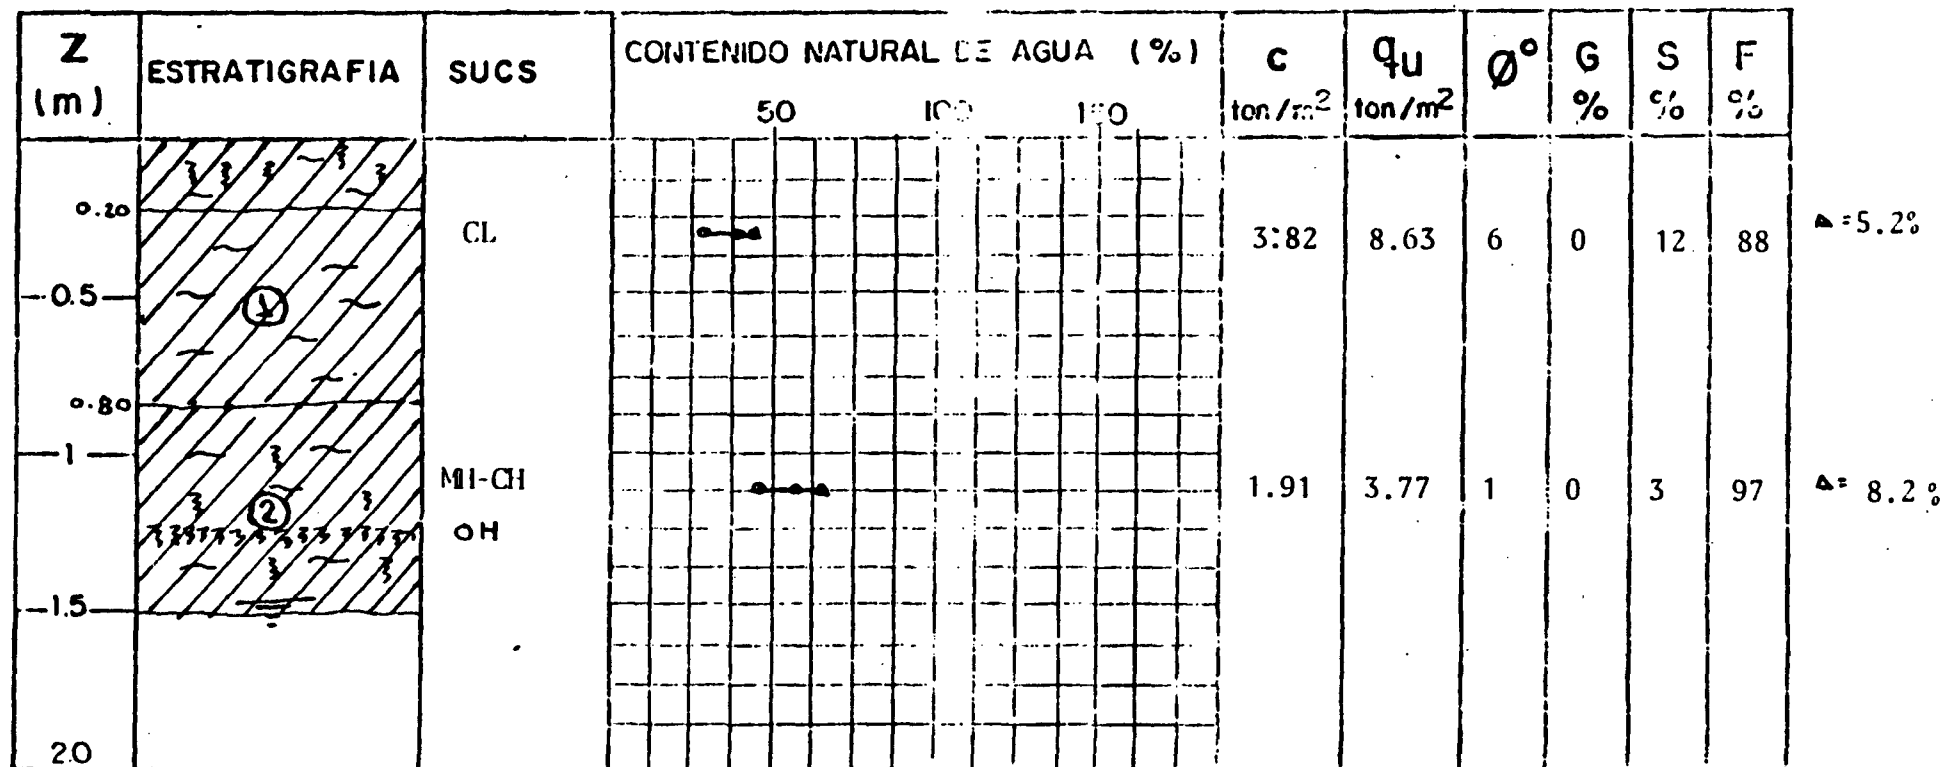 Z (m) ESTRATIGRAFIA SUCS CONTENIDO NATURAL DE AGUA (%) c ton/m² qu ton/m² Ø° G % S % F %
50 100 150
0.20
CL 3.82 8.63 6 0 12 88 ▲=5.2%
0.5 1
0.80
1
MH-CH 1.91 3.77 1 0 3 97 ▲= 8.2%
2
OH
1.5
2.0